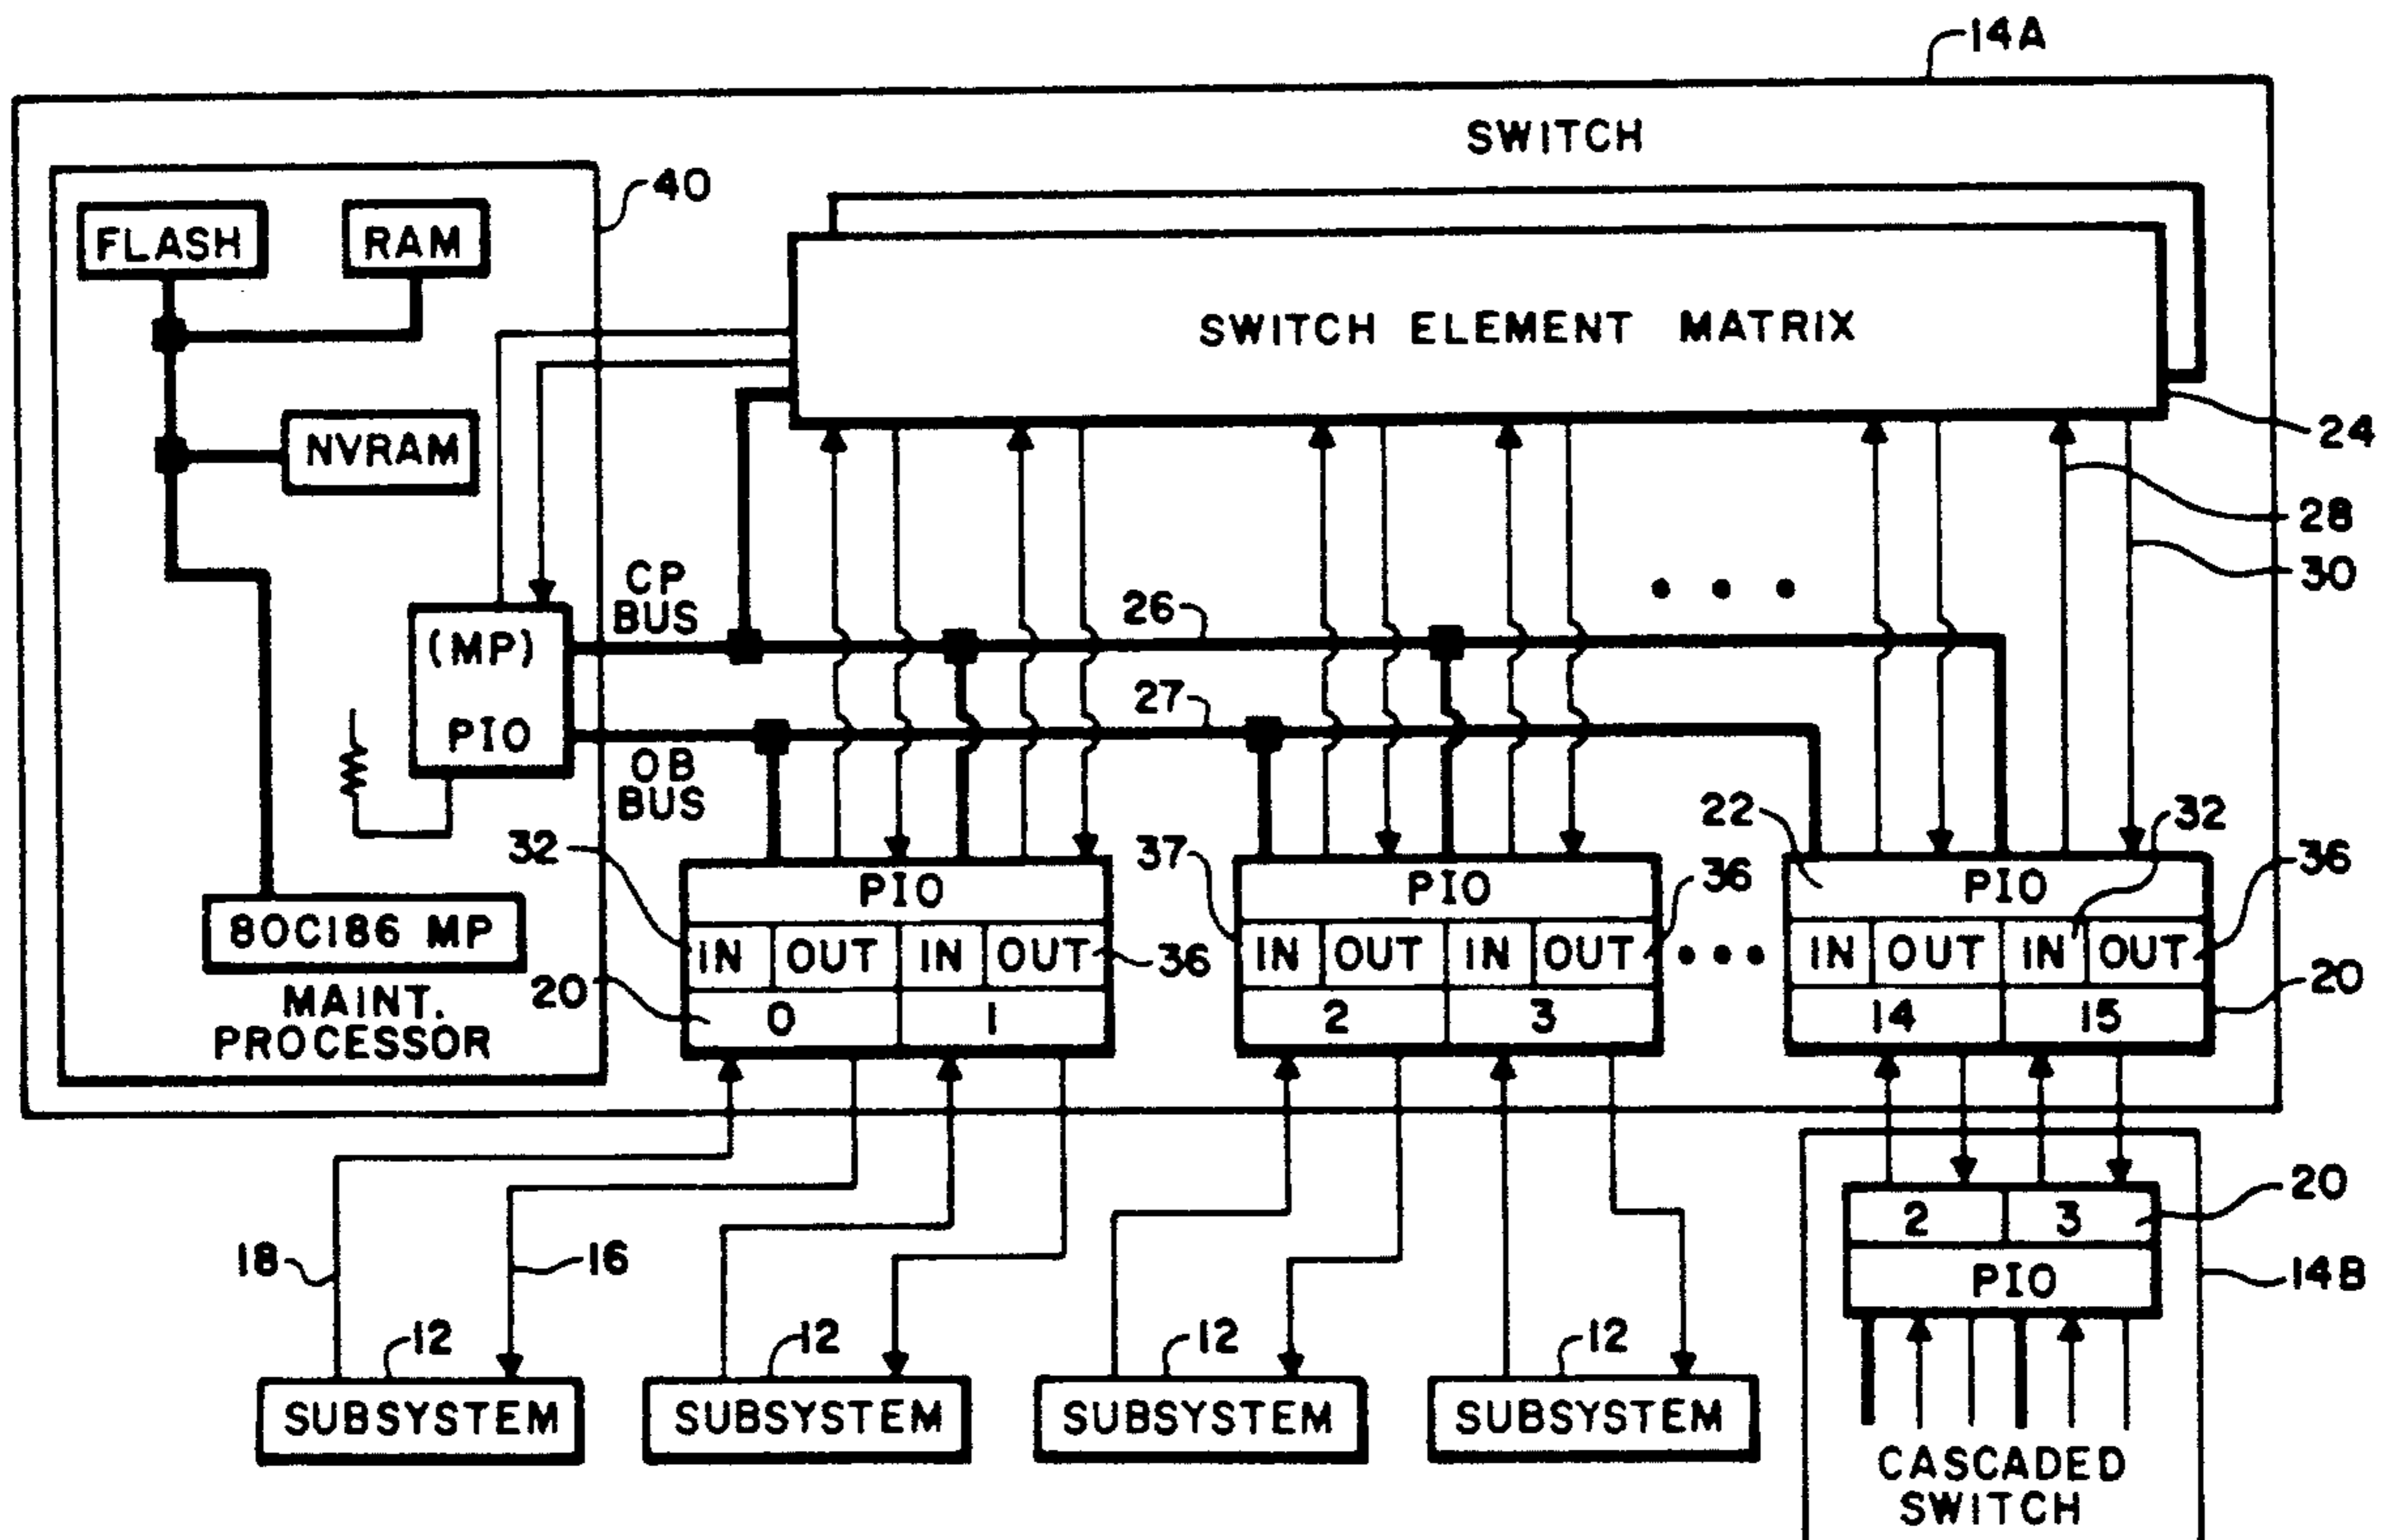 14A
SWITCH
40
FLASH
RAM
SWITCH ELEMENT MATRIX
24
NVRAM
28
30
CP
BUS
26
(MP)
PIO
27
OB
BUS
22
32
32
37
36
36
PIO
PIO
PIO
IN OUT IN OUT
36
IN OUT IN OUT
IN OUT IN OUT
80C186 MP
20
20
0 1
2 3
14 15
MAINT.
PROCESSOR
20
2 3
18
16
PIO
14B
12
12
12
12
SUBSYSTEM
SUBSYSTEM
SUBSYSTEM
SUBSYSTEM
CASCADED
SWITCH